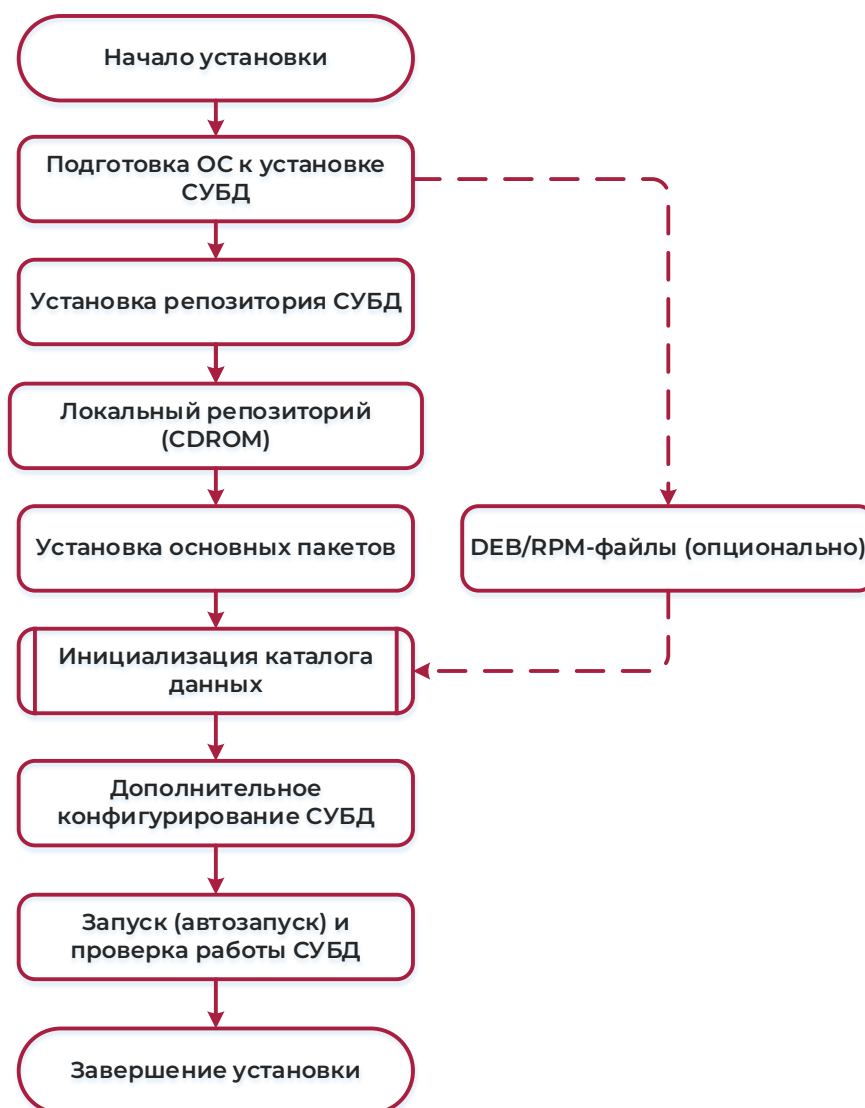 Начало установки
Подготовка ОС к установке
СУБД
Установка репозитория СУБД
Локальный репозиторий
(CDROM)
Установка основных пакетов
DEB/RPM-файлы (опционально)
Инициализация каталога
данных
Дополнительное
конфигурирование СУБД
Запуск (автозапуск) и
проверка работы СУБД
Завершение установки